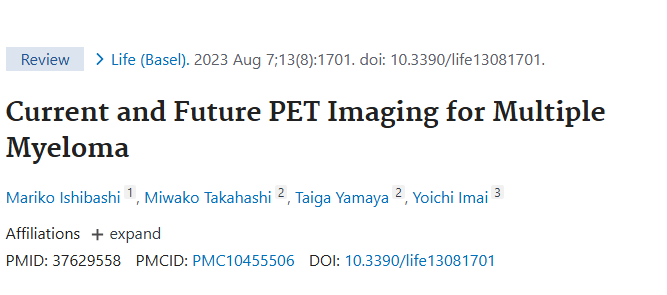 Review
Life (Basel). 2023 Aug 7;13(8):1701. doi: 10.3390/life13081701.
Current and Future PET Imaging for Multiple
Myeloma
Mariko Ishibashi 1, Miwako Takahashi 2, Taiga Yamaya 2, Yoichi Imai 3
Affiliations + expand
PMID: 37629558 PMCID: PMC10455506 DOI: 10.3390/life13081701